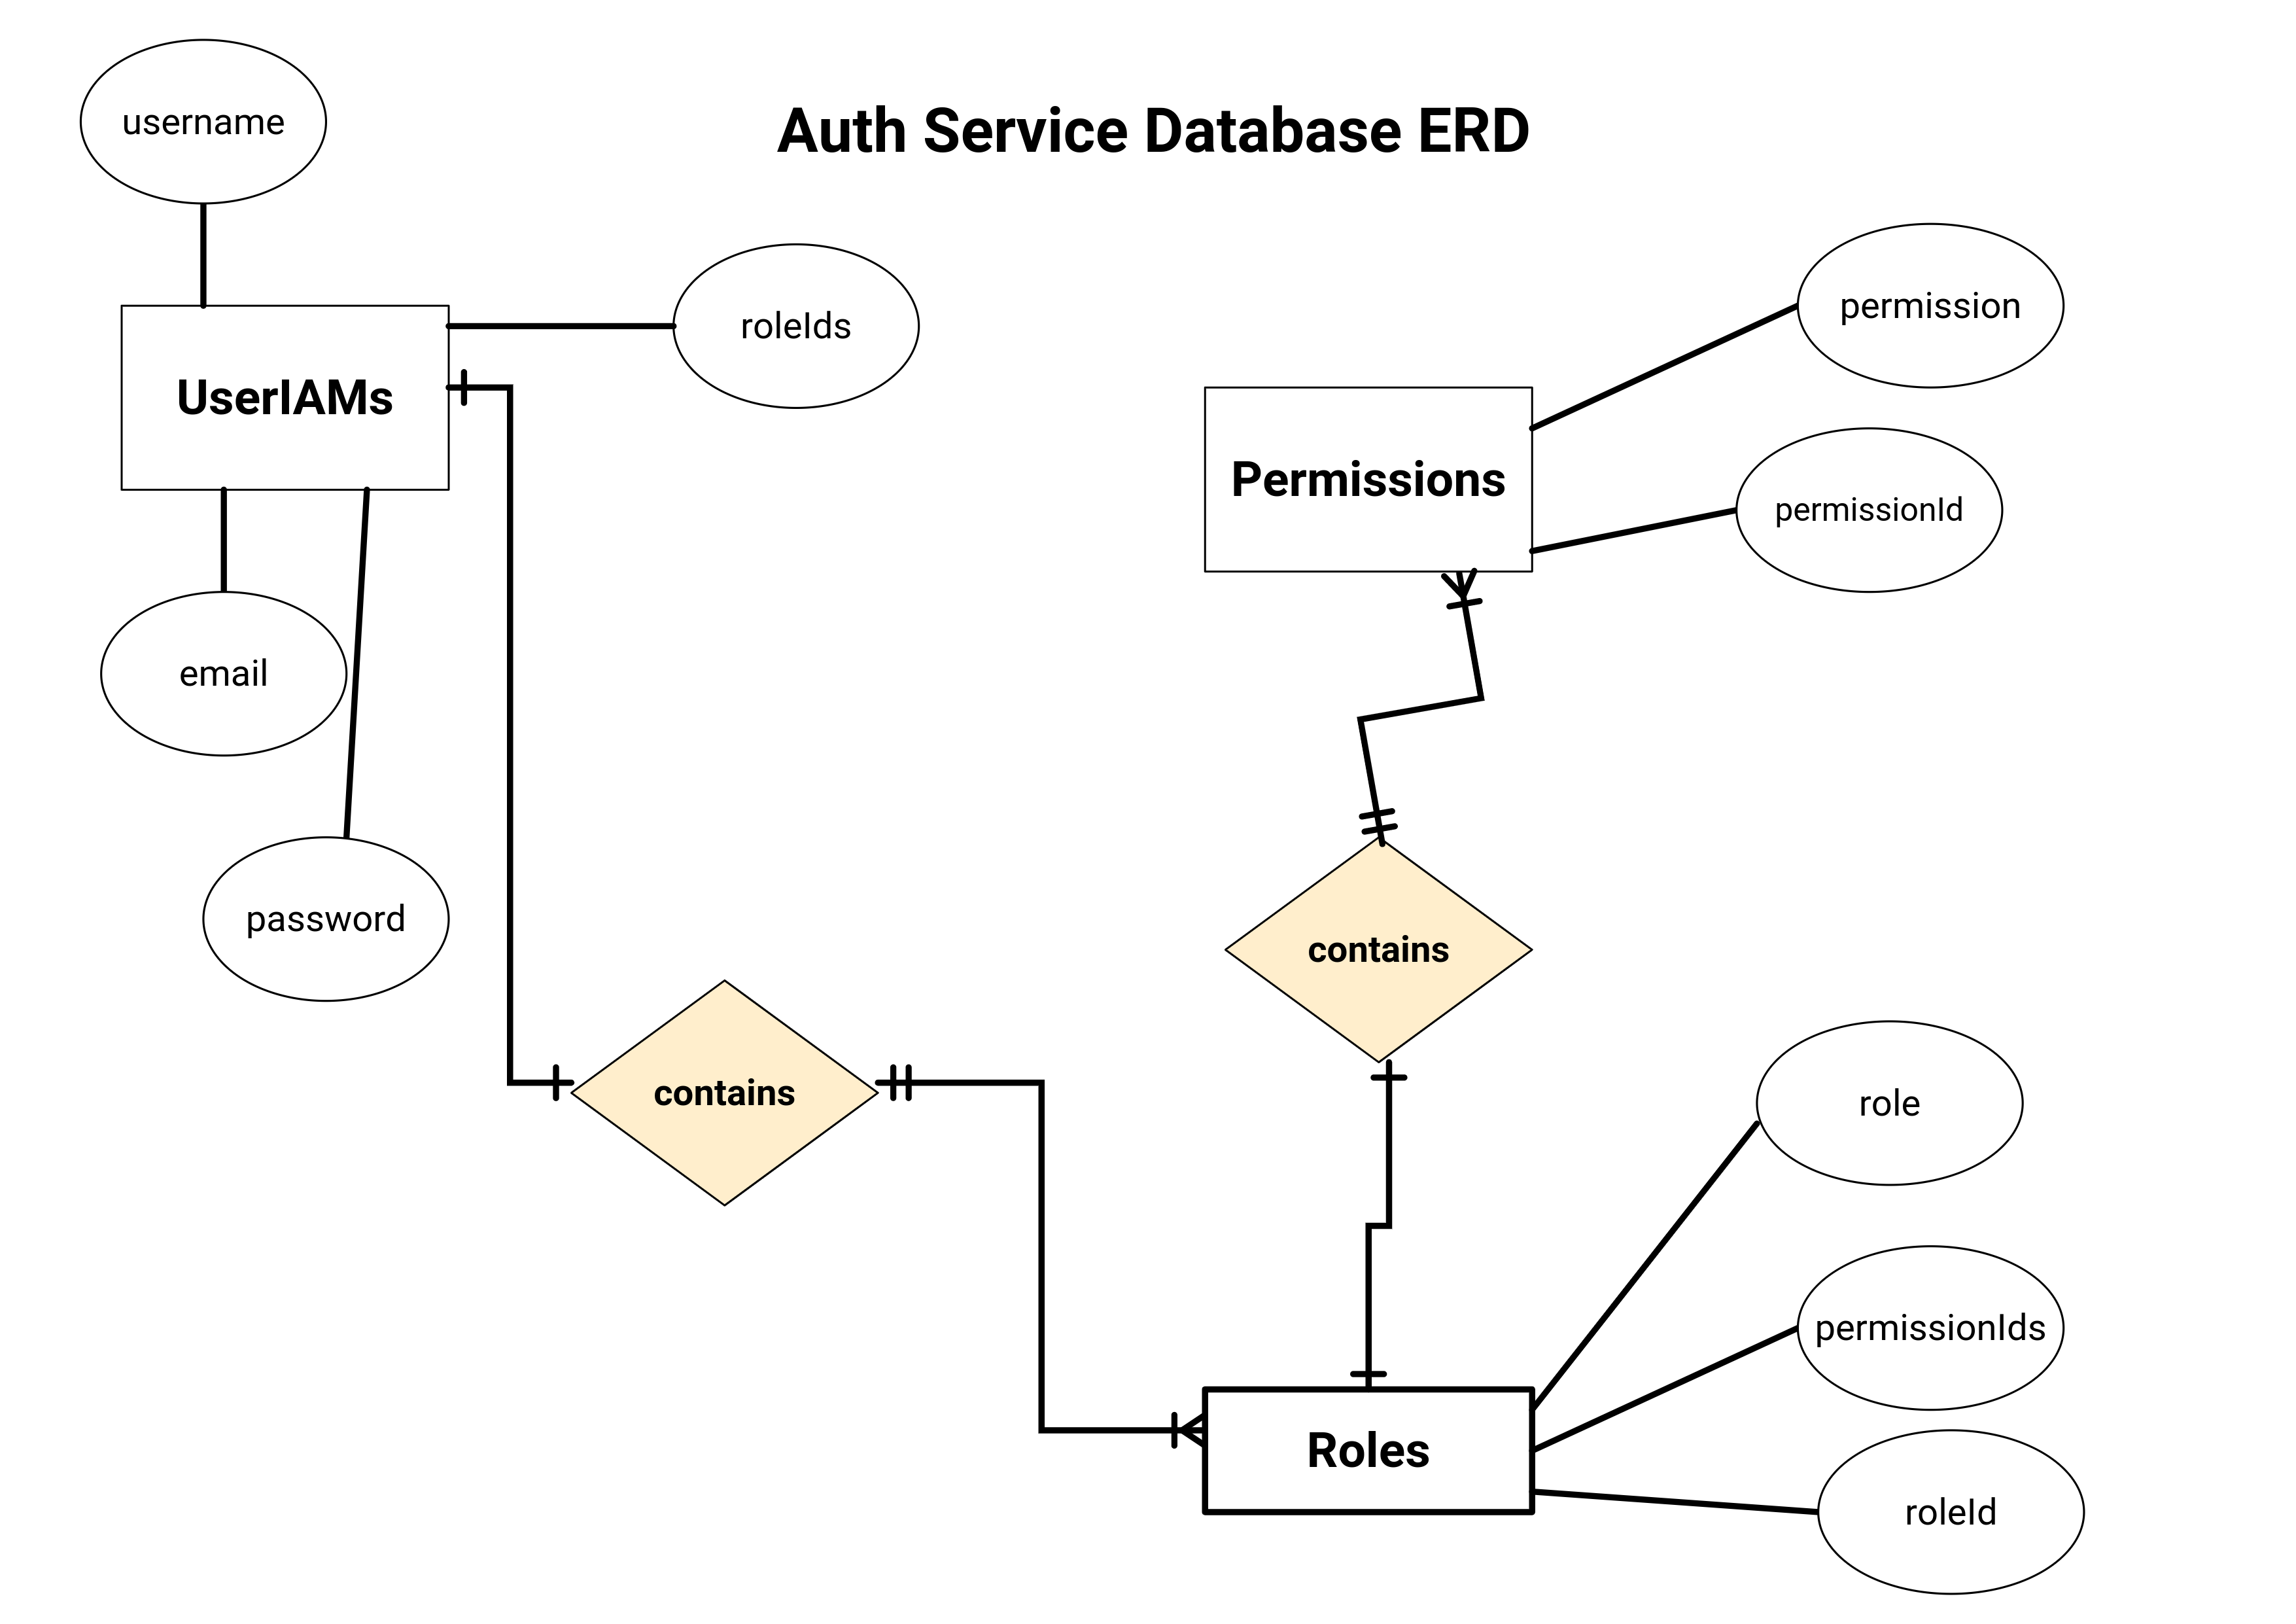 Auth Service Database ERD
username
roleIds
UserIAMs
email
password
permission
Permissions
permissionId
contains
contains
role
permissionIds
Roles
roleId